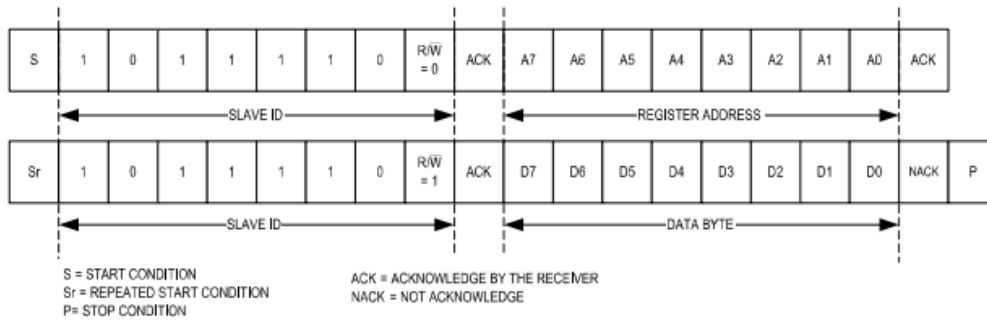 S 1 0 1 1 1 1 0 R/W̅ = 0 ACK A7 A6 A5 A4 A3 A2 A1 A0 ACK
SLAVE ID REGISTER ADDRESS
Sr 1 0 1 1 1 1 0 R/W̅ = 1 ACK D7 D6 D5 D4 D3 D2 D1 D0 NACK P
SLAVE ID DATA BYTE
S = START CONDITION
Sr = REPEATED START CONDITION
P= STOP CONDITION
ACK = ACKNOWLEDGE BY THE RECEIVER
NACK = NOT ACKNOWLEDGE